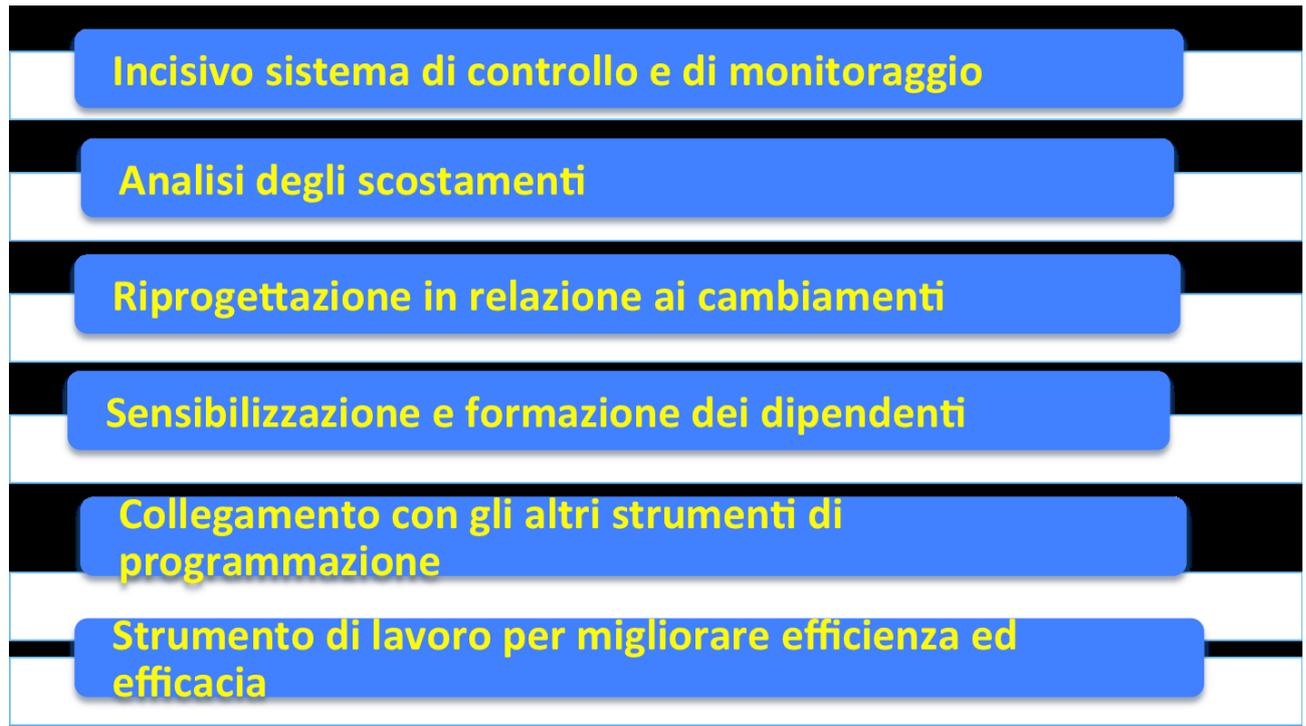 Incisivo sistema di controllo e di monitoraggio
Analisi degli scostamenti
Riprogettazione in relazione ai cambiamenti
Sensibilizzazione e formazione dei dipendenti
Collegamento con gli altri strumenti di
programmazione
Strumento di lavoro per migliorare efficienza ed
efficacia